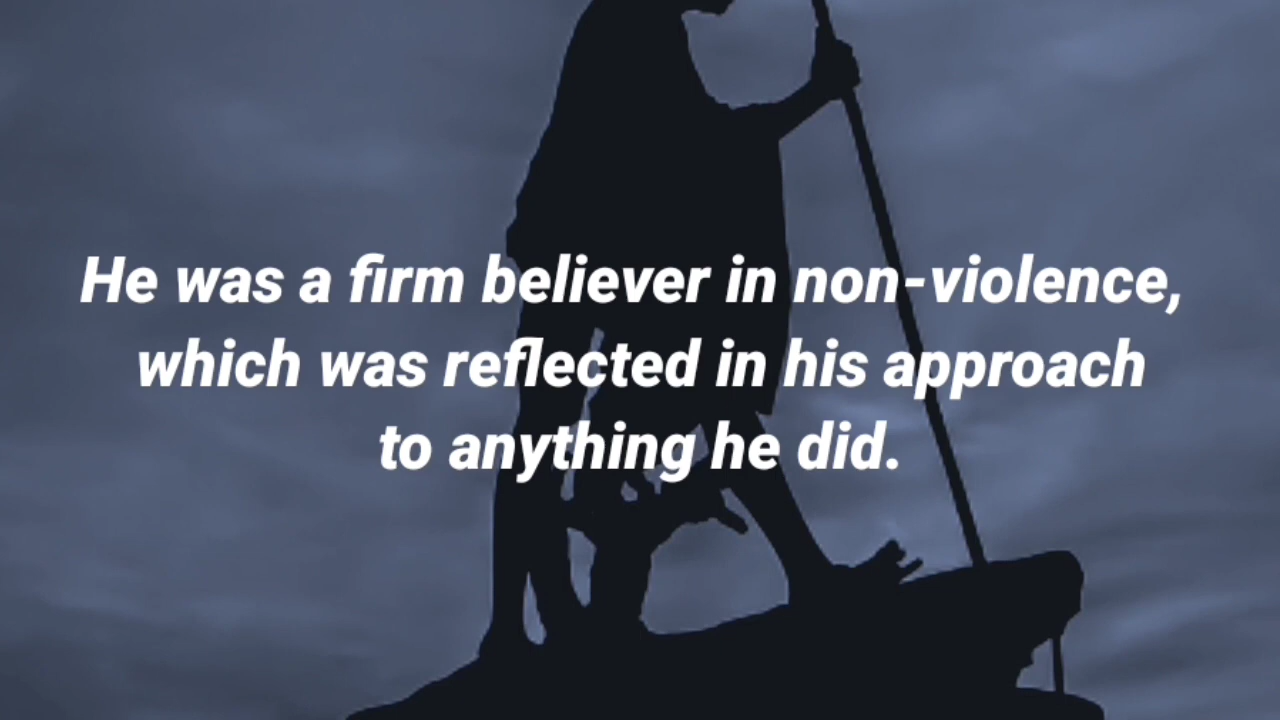 He was a firm believer in non-violence,
which was reflected in his approach
to anything he did.